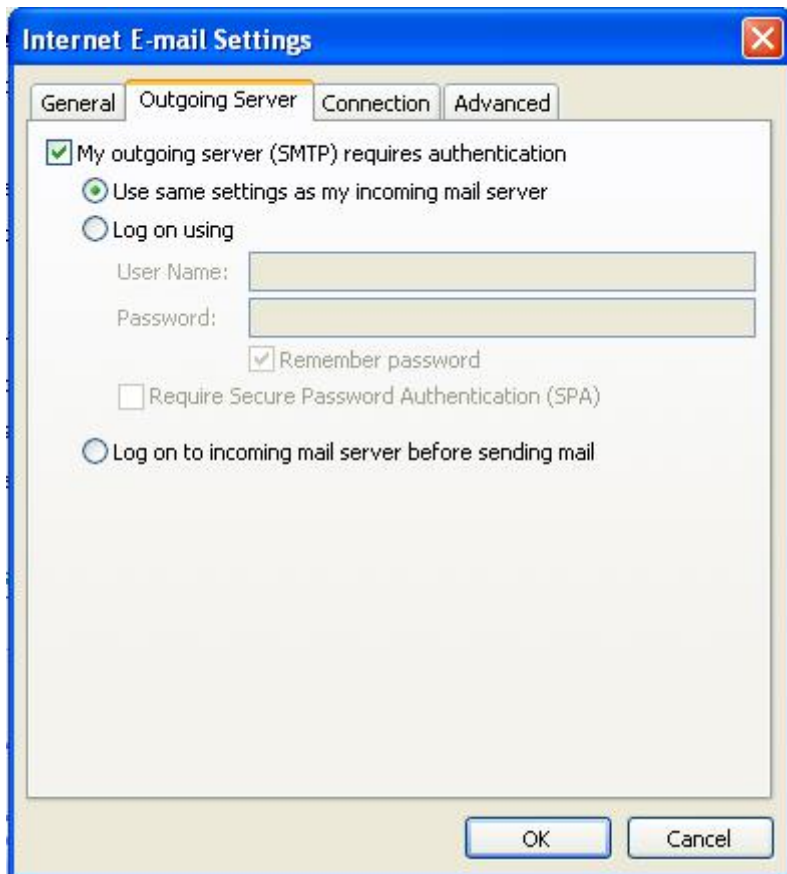 Internet E-mail Settings
General Outgoing Server Connection Advanced
My outgoing server (SMTP) requires authentication
Use same settings as my incoming mail server
Log on using
User Name:
Password:
Remember password
Require Secure Password Authentication (SPA)
Log on to incoming mail server before sending mail
OK Cancel